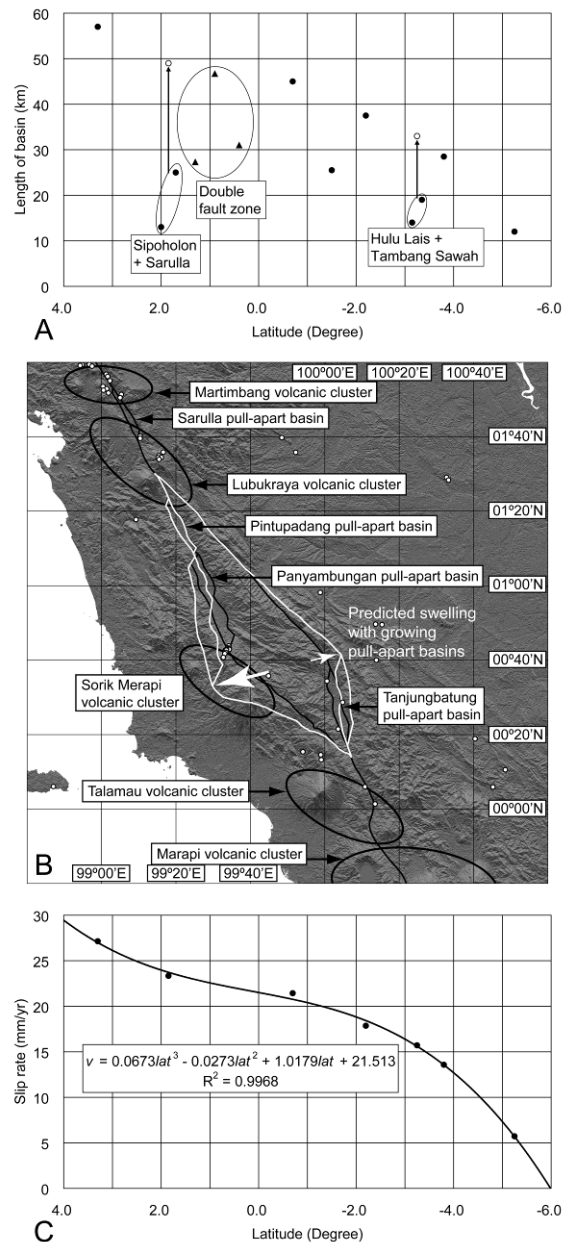 60
50
40
30
20
10
0
Length of basin (km)
Double
fault zone
Sipoholon
+ Sarulla
Hulu Lais +
Tambang Sawah
4.0 2.0 0.0 -2.0 -4.0 -6.0
Latitude (Degree)
A
100º00'E 100º20'E 100º40'E
Martimbang volcanic cluster
Sarulla pull-apart basin
01º40'N
Lubukraya volcanic cluster
01º20'N
Pintupadang pull-apart basin
Panyambungan pull-apart basin
01º00'N
Predicted swelling
with growing
pull-apart basins
00º40'N
Sorik Merapi
volcanic cluster
Tanjungbatung
pull-apart basin
00º20'N
Talamau volcanic cluster
00º00'N
Marapi volcanic cluster
B
99º00'E 99º20'E 99º40'E
30
25
20
15
10
5
0
Slip rate (mm/yr)
v = 0.0673lat³ - 0.0273lat² + 1.0179lat + 21.513
R² = 0.9968
4.0 2.0 0.0 -2.0 -4.0 -6.0
Latitude (Degree)
C